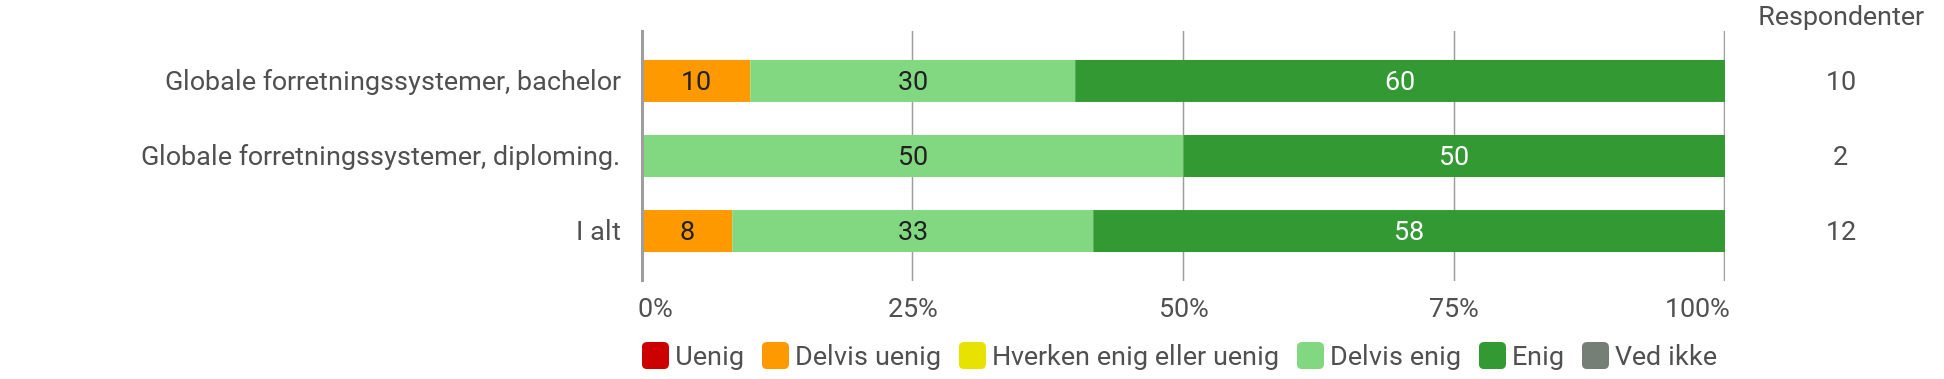 Respondenter
Globale forretningssystemer, bachelor 10 30 60 10
Globale forretningssystemer, diploming. 50 50 2
I alt 8 33 58 12
0% 25% 50% 75% 100%
Uenig Delvis uenig Hverken enig eller uenig Delvis enig Enig Ved ikke